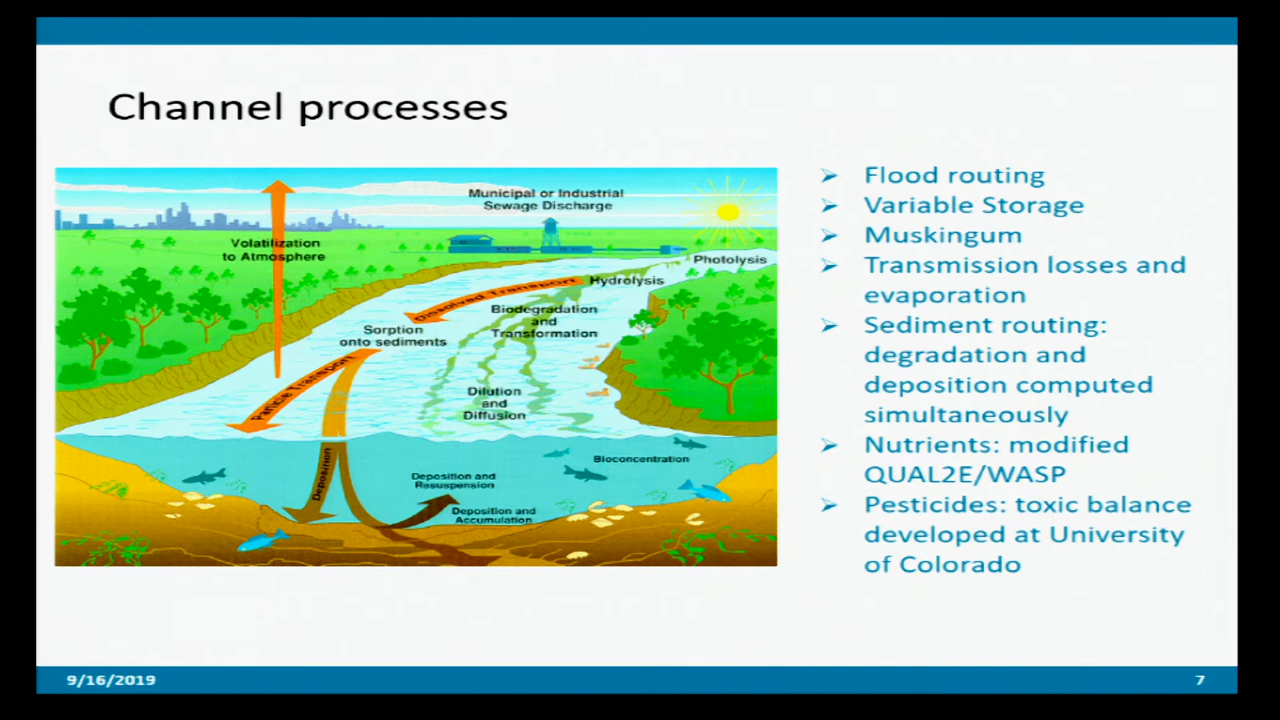 Channel processes
Municipal or Industrial
Sewage Discharge
Volatilization
to Atmosphere
Photolysis
Hydrolysis
Dissolved Transport
Biodegradation
and
Transformation
Sorption
onto sediments
Particle Transport
Dilution
and
Diffusion
Bioconcentration
Deposition
Deposition and
Resuspension
Deposition and
Accumulation
➢ Flood routing
➢ Variable Storage
➢ Muskingum
➢ Transmission losses and
evaporation
➢ Sediment routing:
degradation and
deposition computed
simultaneously
➢ Nutrients: modified
QUAL2E/WASP
➢ Pesticides: toxic balance
developed at University
of Colorado
9/16/2019
7